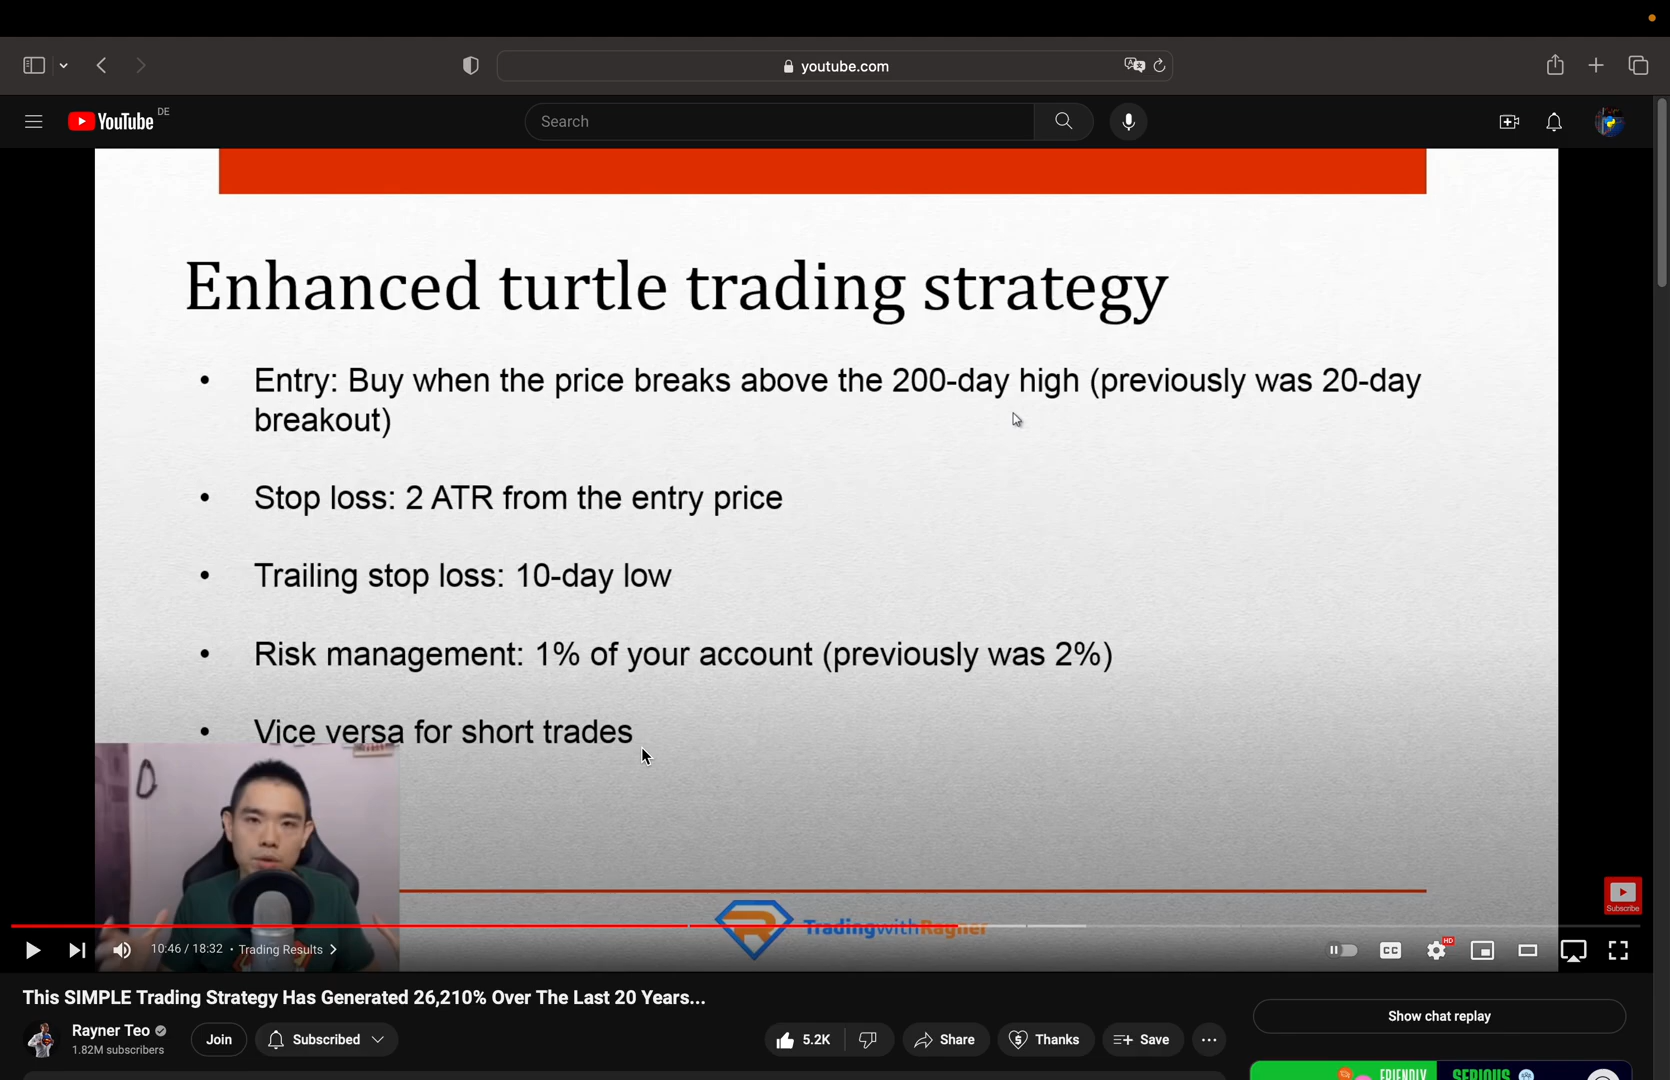 youtube.com
YouTube DE
Search
Enhanced turtle trading strategy
• Entry: Buy when the price breaks above the 200-day high (previously was 20-day
breakout)
• Stop loss: 2 ATR from the entry price
• Trailing stop loss: 10-day low
• Risk management: 1% of your account (previously was 2%)
• Vice versa for short trades
Subscribe
TradingwithRayner
10:46 / 18:32 • Trading Results
CC
HD
This SIMPLE Trading Strategy Has Generated 26,210% Over The Last 20 Years...
Show chat replay
Rayner Teo
1.82M subscribers
Join
Subscribed
5.2K
Share
Thanks
Save
FRIENDLY
SERIOUS